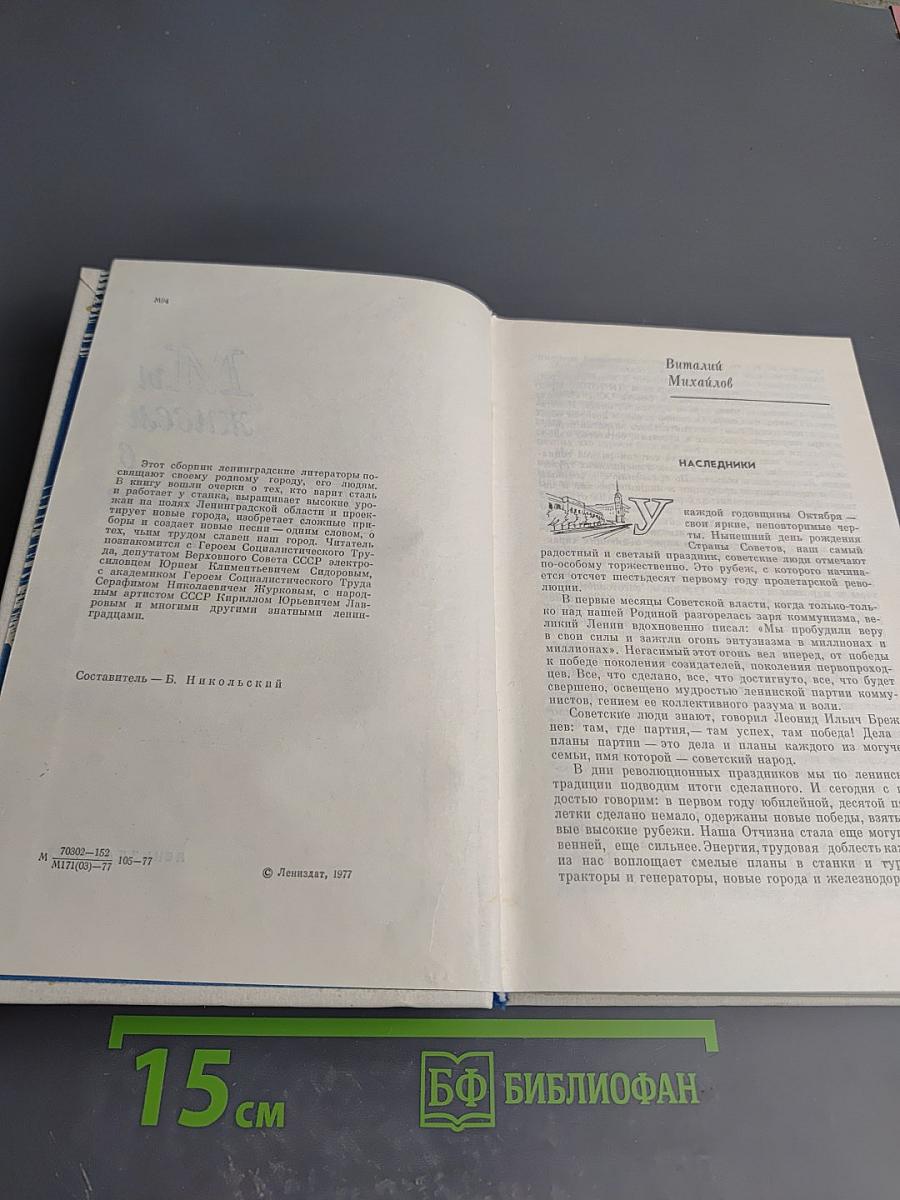 М94
Этот сборник ленинградские литераторы по-
свящают своему родному городу, его людям.
В книгу вошли очерки о тех, кто варит сталь
и работает у станка, выращивает высокие уро-
жаи на полях Ленинградской области и проек-
тирует новые города, изобретает сложные при-
боры и создает новые песни — одним словом, о
тех, чьим трудом славен наш город. Читатель
познакомится с Героем Социалистического Тру-
да, депутатом Верховного Совета СССР электро-
силовцем Юрием Климентьевичем Сидоровым,
с академиком Героем Социалистического Труда
Серафимом Николаевичем Журковым, с народ-
ным артистом СССР Кириллом Юрьевичем Лав-
ровым и многими другими знатными ленин-
градцами.
Составитель — Б. Никольский
М 70302—152
М171(03)—77 105—77
© Лениздат, 1977
Виталий
Михайлов
НАСЛЕДНИКИ
У каждой годовщины Октября —
свои яркие, неповторимые чер-
ты. Нынешний день рождения
Страны Советов, наш самый
радостный и светлый праздник, советские люди отмечают
по-особому торжественно. Это рубеж, с которого начина-
ется отсчет шестьдесят первому году пролетарской рево-
люции.
В первые месяцы Советской власти, когда только-толь-
ко над нашей Родиной разгорелась заря коммунизма, ве-
ликий Ленин вдохновенно писал: «Мы пробудили веру
в свои силы и зажгли огонь энтузиазма в миллионах и
миллионах». Негасимый этот огонь вел вперед, от победы
к победе поколения созидателей, поколения первопроход-
цев. Все, что сделано, все, что достигнуто, все, что будет
свершено, освещено мудростью ленинской партии комму-
нистов, гением ее коллективного разума и воли.
Советские люди знают, говорил Леонид Ильич Бреж
нев: там, где партия,— там успех, там победа! Дела
планы партии — это дела и планы каждого из могуче
семьи, имя которой — советский народ.
В дни революционных праздников мы по ленинс
традиции подводим итоги сделанного. И сегодня с
достью говорим: в первом году юбилейной, десятой пя
летки сделано немало, одержаны новые победы, взяты
вые высокие рубежи. Наша Отчизна стала еще могу
венней, еще сильнее. Энергия, трудовая доблесть ка
из нас воплощает смелые планы в станки и тур
тракторы и генераторы, новые города и железнодор
15 см
БФ БИБЛИОФАН